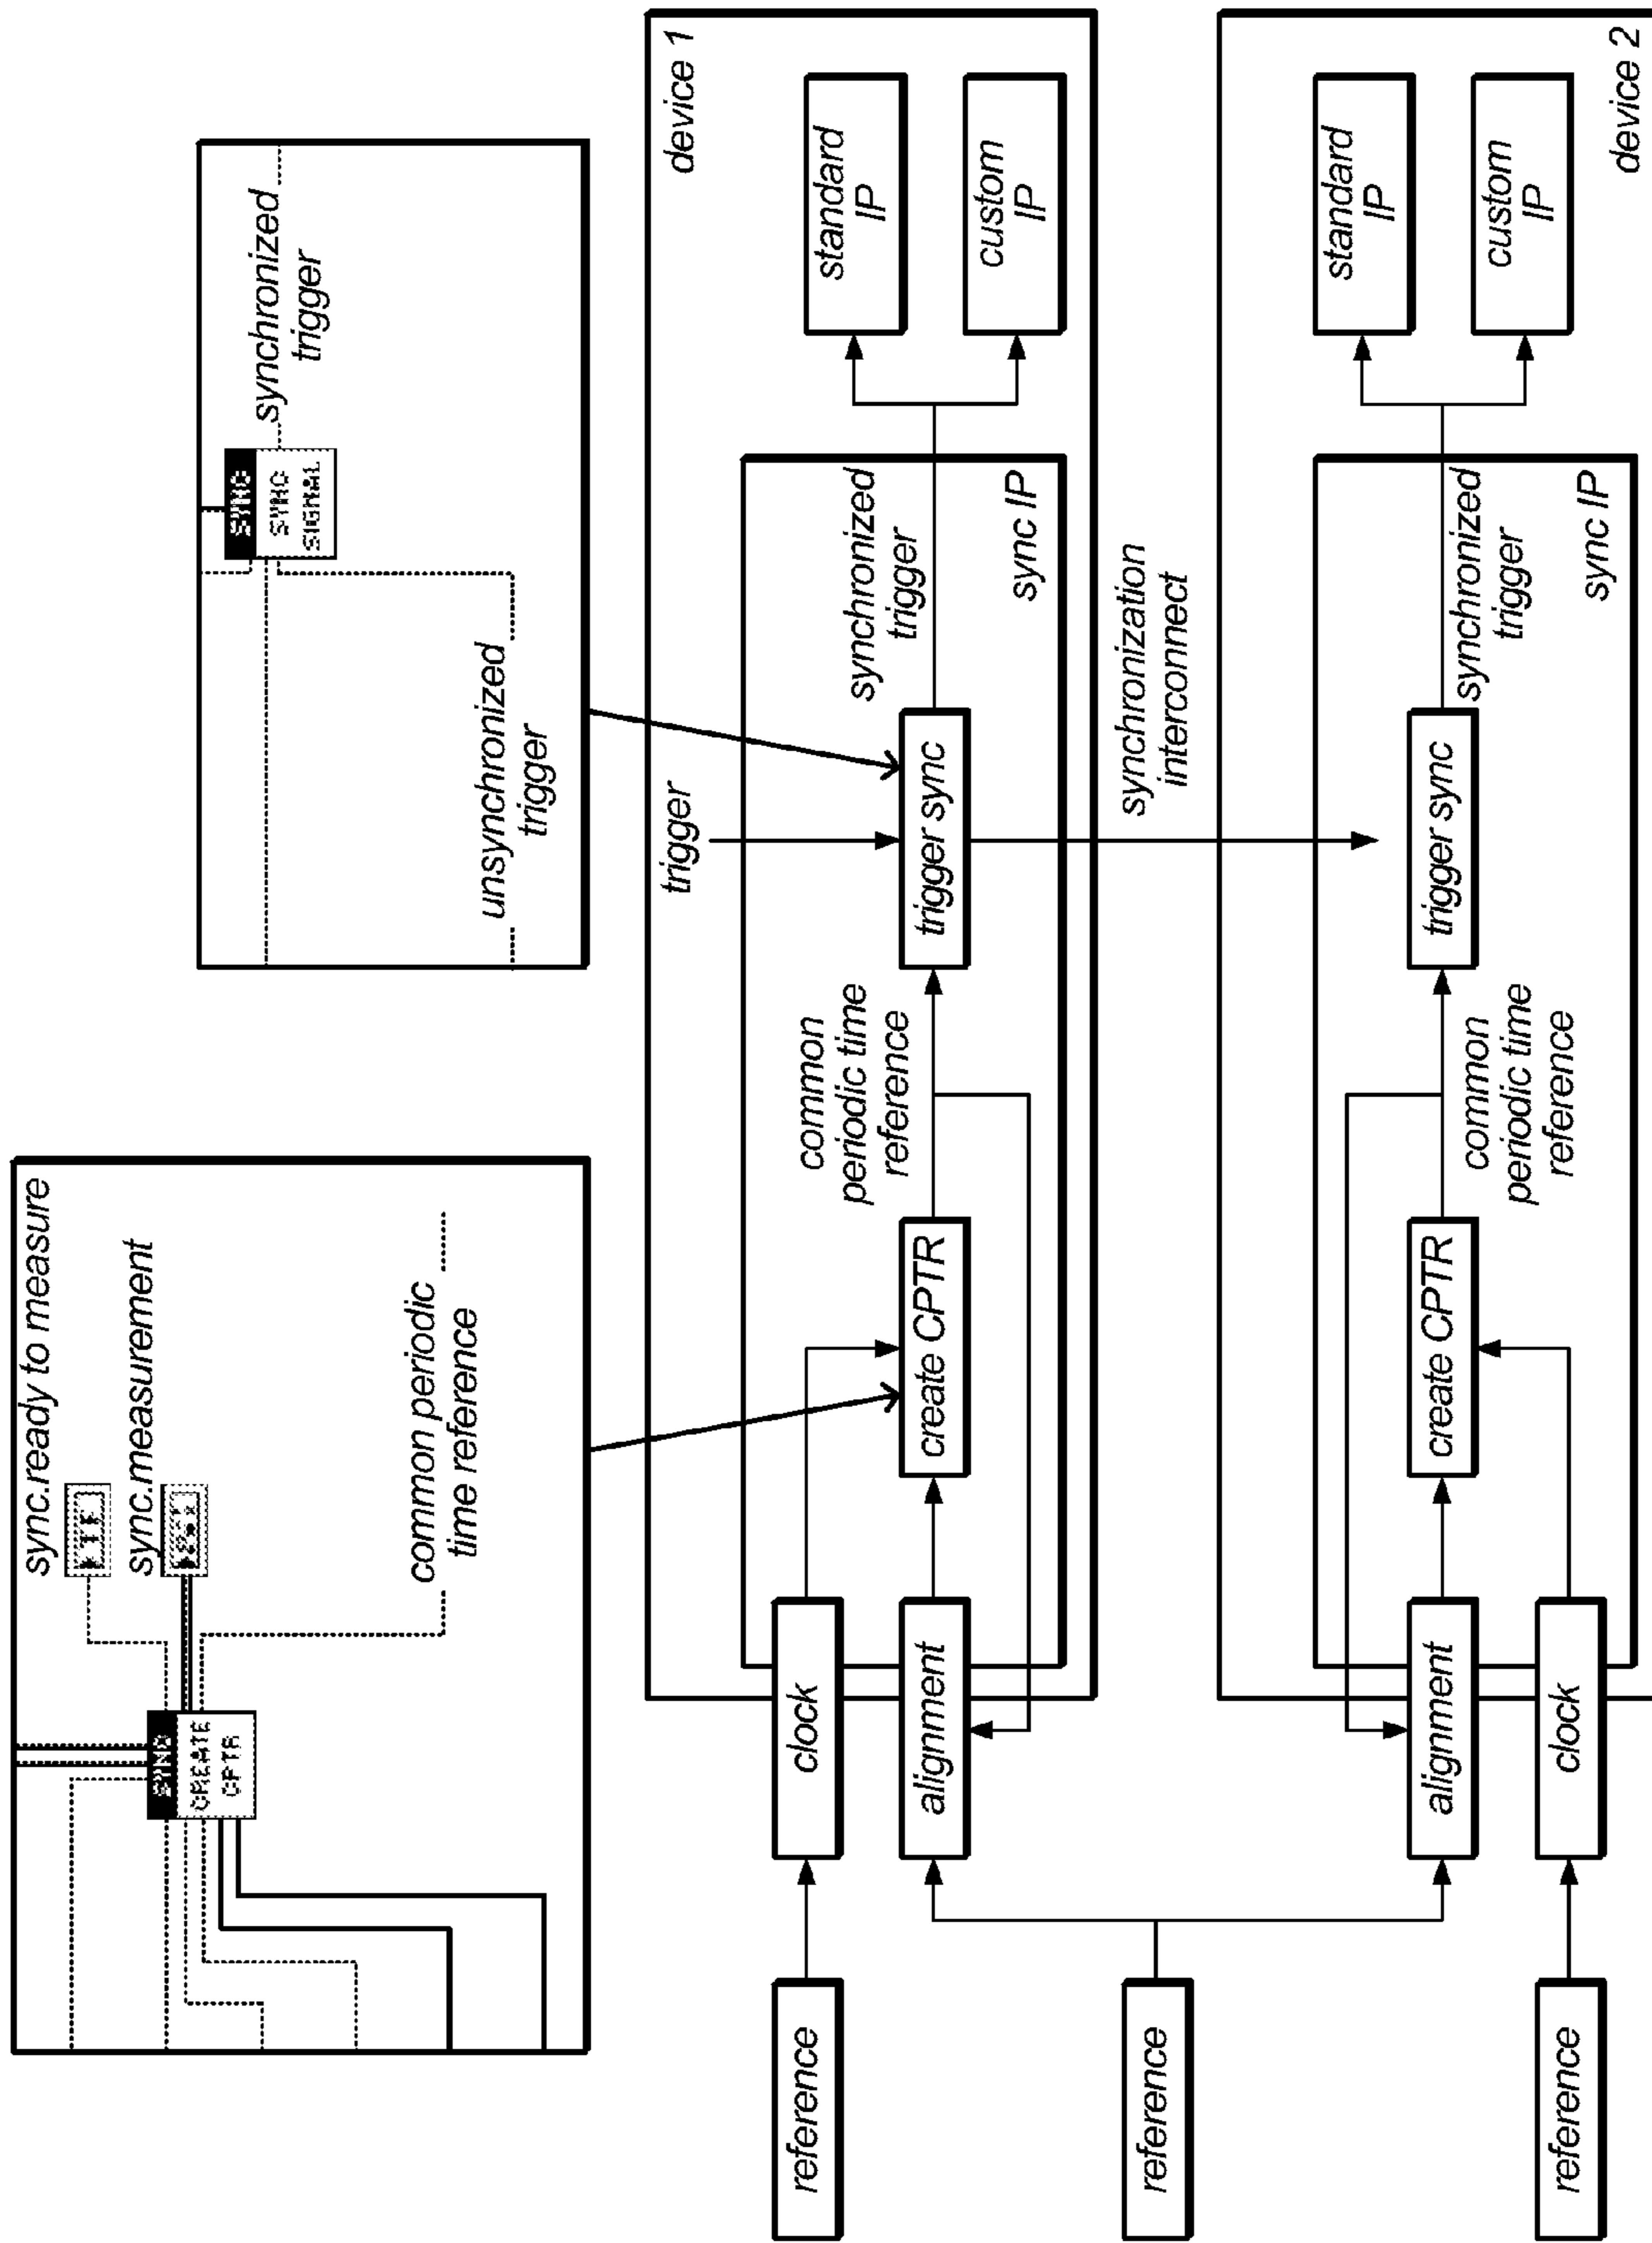 sync.ready to measure
sync.measurement
SYNC
CREATE
CPTR
common periodic
time reference
SYNC
SYNC
SIGNAL
synchronized
trigger
unsynchronized
trigger
device 1
trigger
reference
clock
alignment
create CPTR
common
periodic time
reference
trigger sync
synchronized
trigger
sync IP
standard
IP
custom
IP
reference
synchronization
interconnect
device 2
alignment
clock
reference
create CPTR
common
periodic time
reference
trigger sync
synchronized
trigger
sync IP
standard
IP
custom
IP